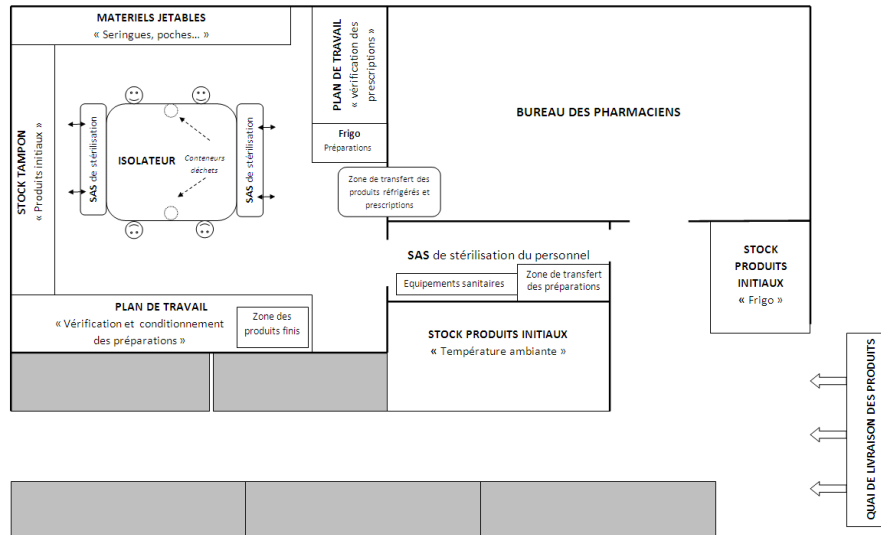 MATERIELS JETABLES
« Seringues, poches... »
PLAN DE TRAVAIL
« vérification des
prescriptions »
Frigo
Préparations
BUREAU DES PHARMACIENS
STOCK TAMPON
« Produits initiaux »
SAS de stérilisation
ISOLATEUR
Conteneurs
déchets
SAS de stérilisation
Zone de transfert des
produits réfrigérés et
prescriptions
SAS de stérilisation du personnel
Equipements sanitaires
Zone de transfert
des préparations
STOCK
PRODUITS
INITIAUX
« Frigo »
PLAN DE TRAVAIL
« Vérification et conditionnement
des préparations »
Zone des
produits finis
STOCK PRODUITS INITIAUX
« Température ambiante »
QUAI DE LIVRAISON DES PRODUITS